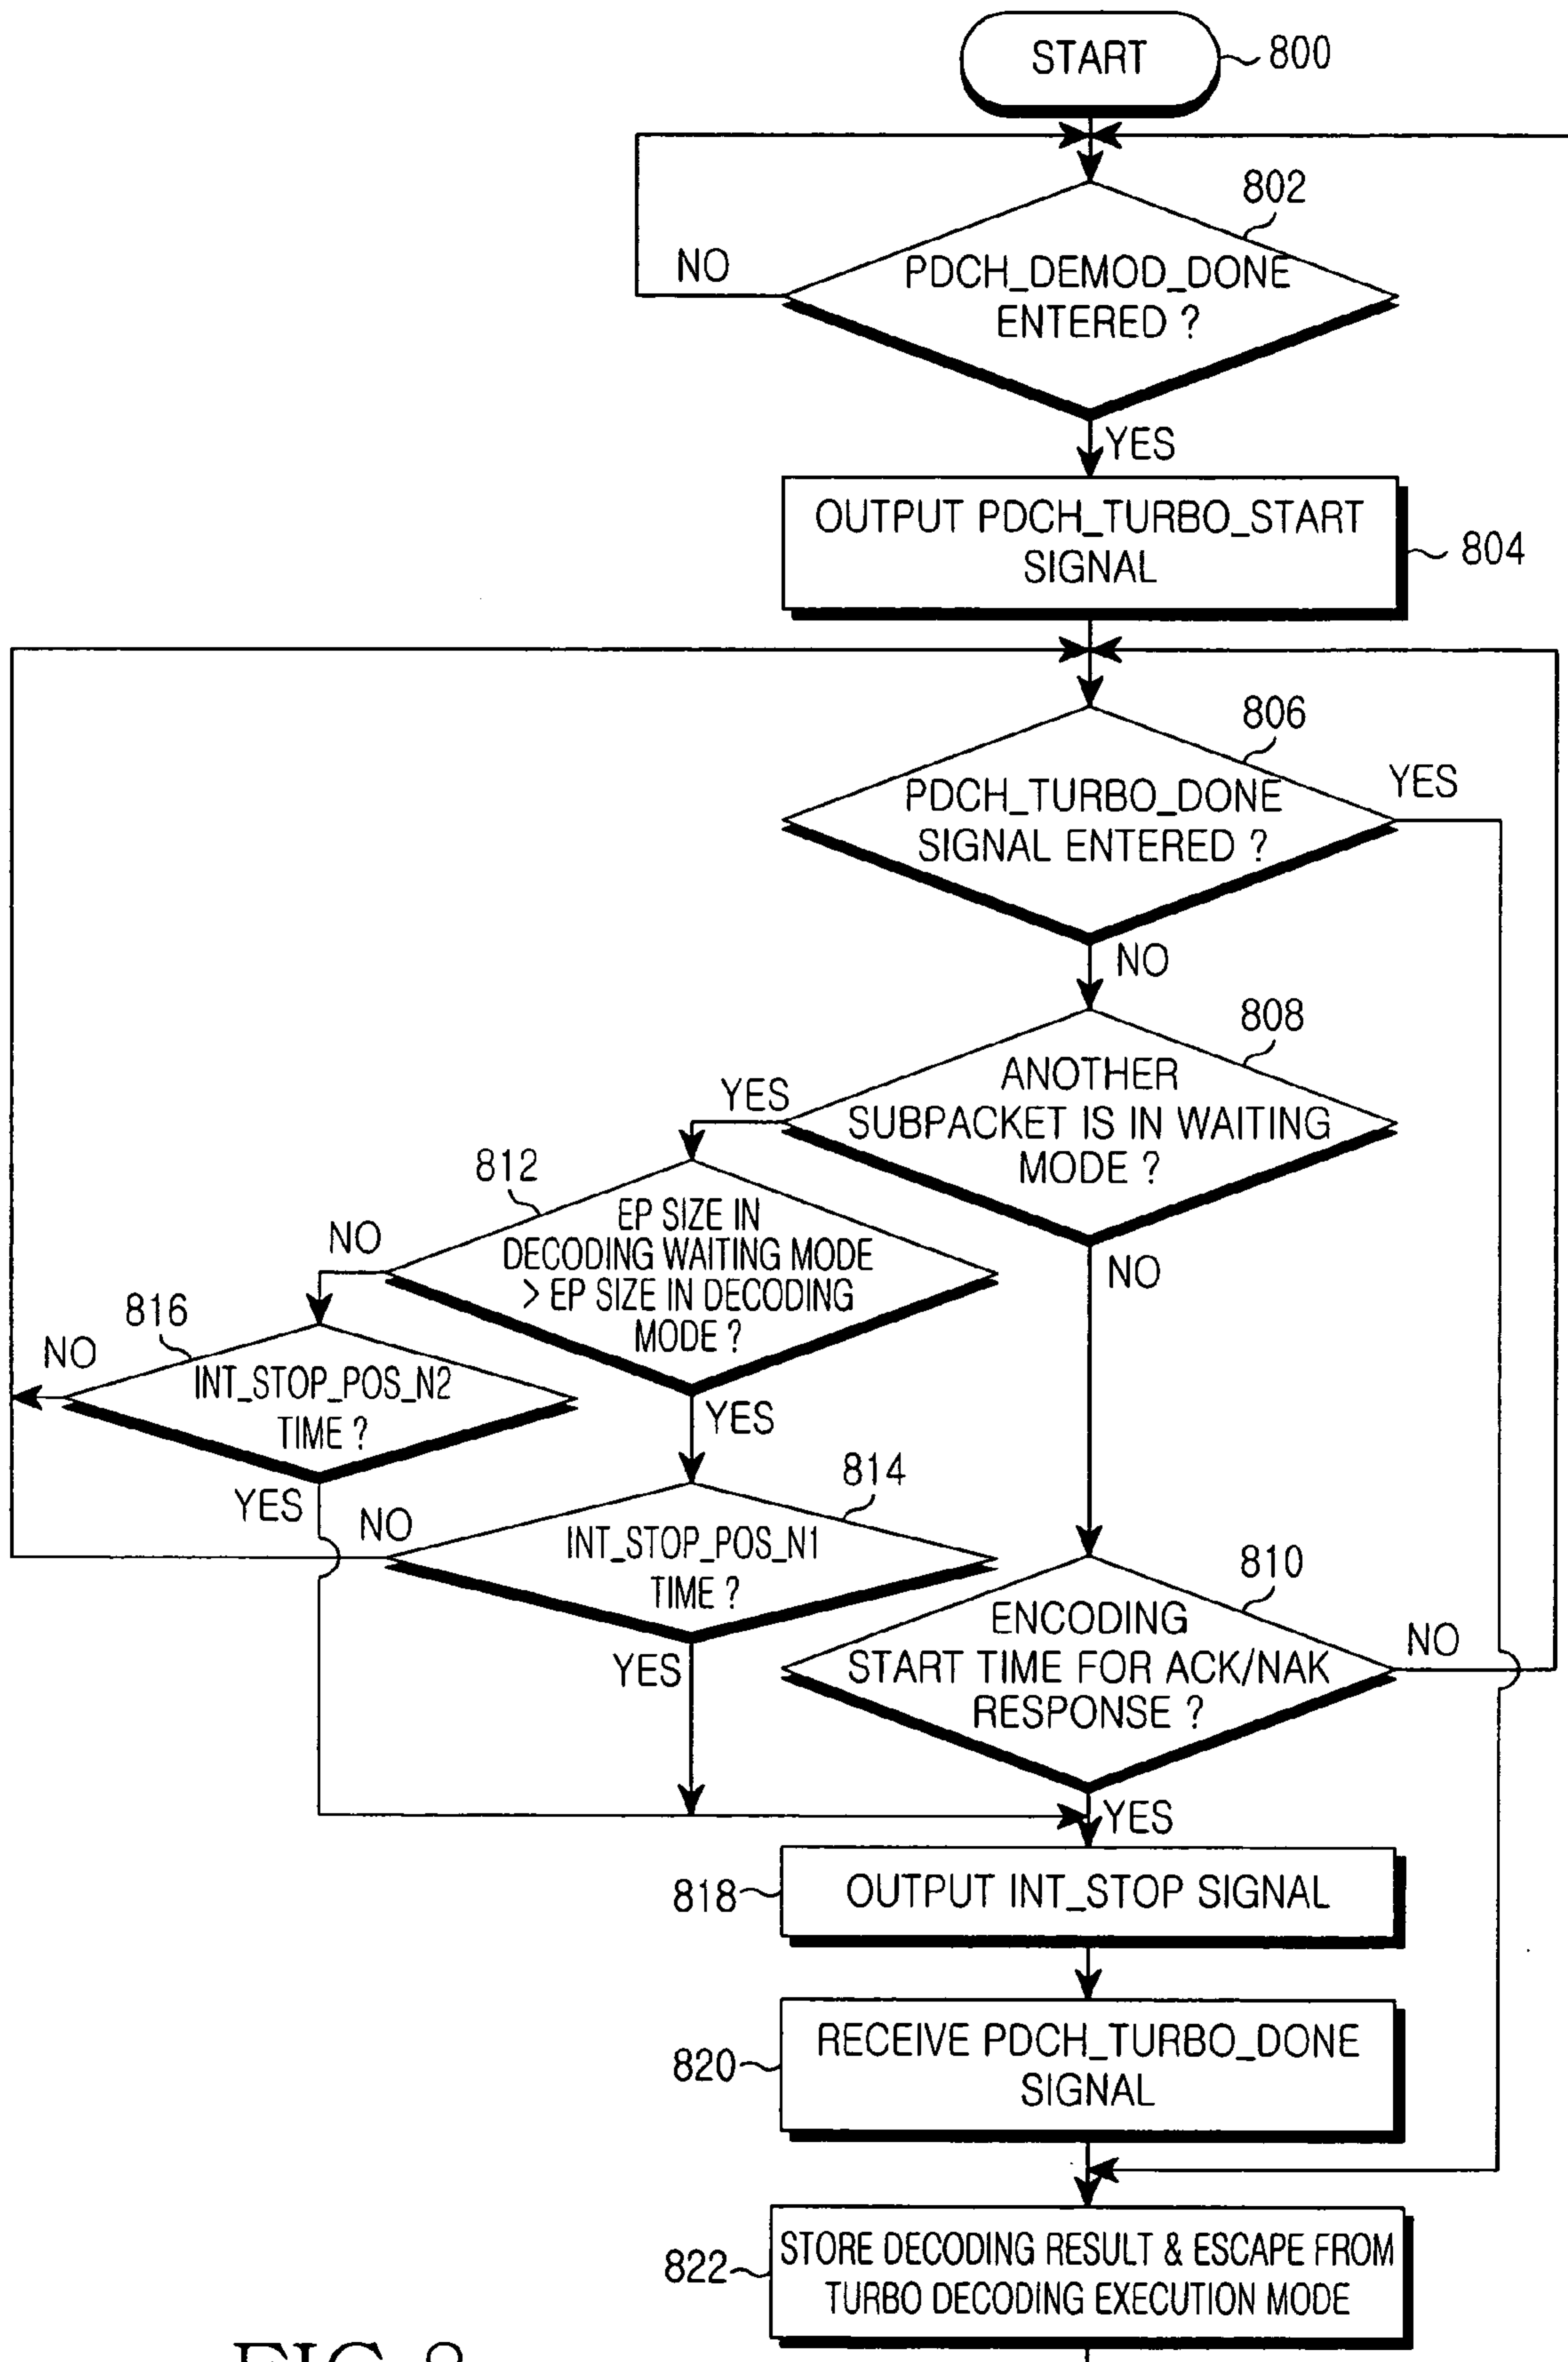 START
800
802
NO
PDCH_DEMOD_DONE
ENTERED ?
YES
OUTPUT PDCH_TURBO_START
SIGNAL
804
806
PDCH_TURBO_DONE
SIGNAL ENTERED ?
YES
NO
808
ANOTHER
SUBPACKET IS IN WAITING
MODE ?
YES
NO
812
EP SIZE IN
DECODING WAITING MODE
> EP SIZE IN DECODING
MODE ?
NO
YES
816
NO
INT_STOP_POS_N2
TIME ?
YES
814
NO
INT_STOP_POS_N1
TIME ?
YES
810
ENCODING
START TIME FOR ACK/NAK
RESPONSE ?
NO
YES
818
OUTPUT INT_STOP SIGNAL
820
RECEIVE PDCH_TURBO_DONE
SIGNAL
822
STORE DECODING RESULT & ESCAPE FROM
TURBO DECODING EXECUTION MODE
FIG.8